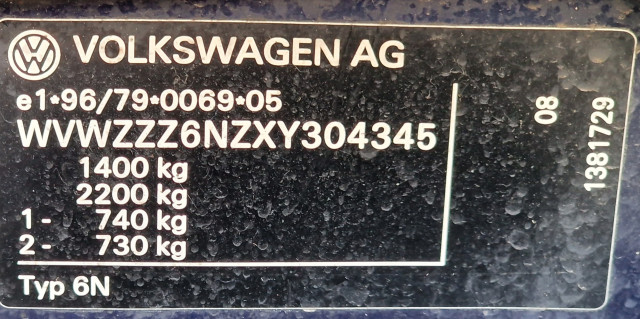 VOLKSWAGEN AG
e1*96/79*0069*05
WVWZZZ6NZXY304345
1400 kg
2200 kg
1- 740 kg
2- 730 kg
Typ 6N
08
1381729